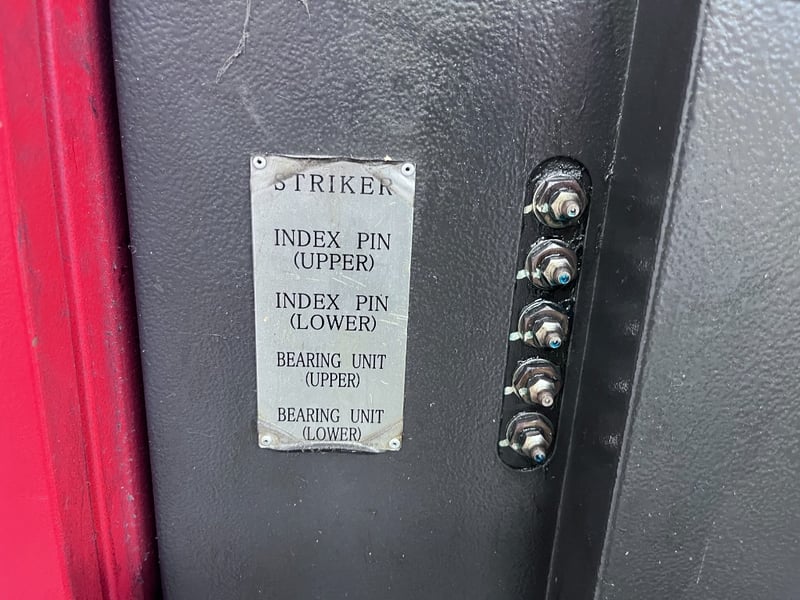 STRIKER
INDEX PIN
(UPPER)
INDEX PIN
(LOWER)
BEARING UNIT
(UPPER)
BEARING UNIT
(LOWER)